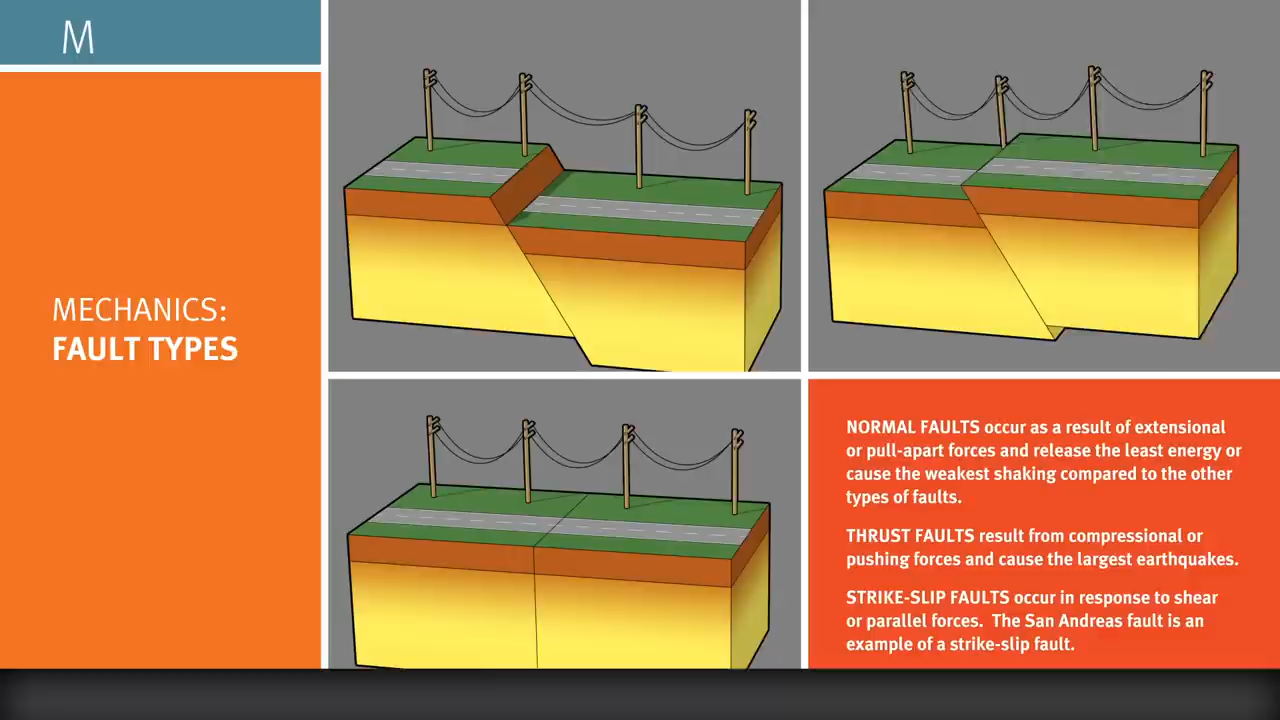 M
MECHANICS:
FAULT TYPES
NORMAL FAULTS occur as a result of extensional
or pull-apart forces and release the least energy or
cause the weakest shaking compared to the other
types of faults.
THRUST FAULTS result from compressional or
pushing forces and cause the largest earthquakes.
STRIKE-SLIP FAULTS occur in response to shear
or parallel forces.  The San Andreas fault is an
example of a strike-slip fault.